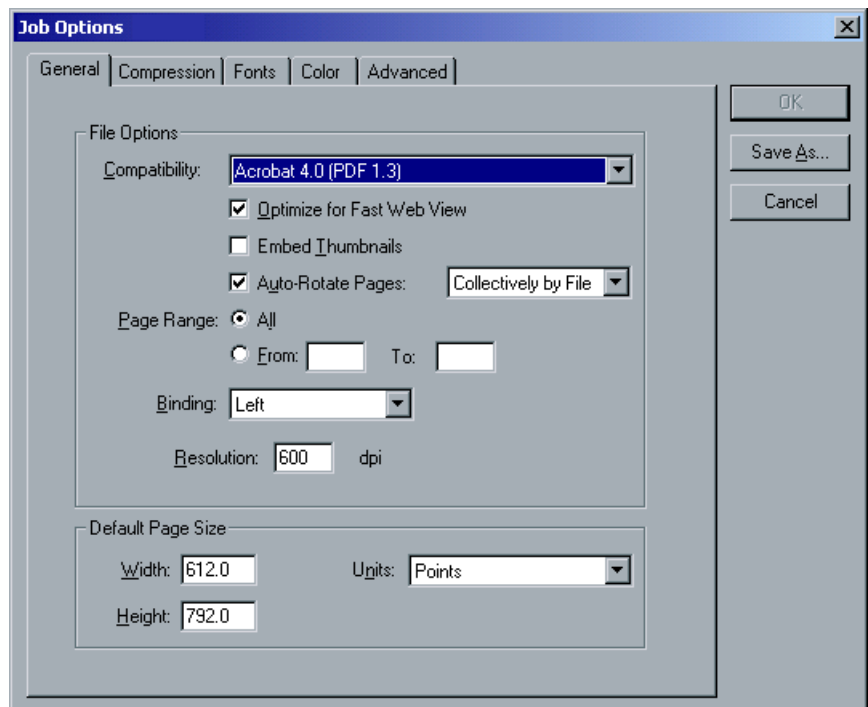 Job Options
General Compression Fonts Color Advanced
OK
File Options
Save As...
Compatibility: Acrobat 4.0 (PDF 1.3)
Cancel
Optimize for Fast Web View
Embed Thumbnails
Auto-Rotate Pages: Collectively by File
Page Range: All
From: To:
Binding: Left
Resolution: 600 dpi
Default Page Size
Width: 612.0 Units: Points
Height: 792.0